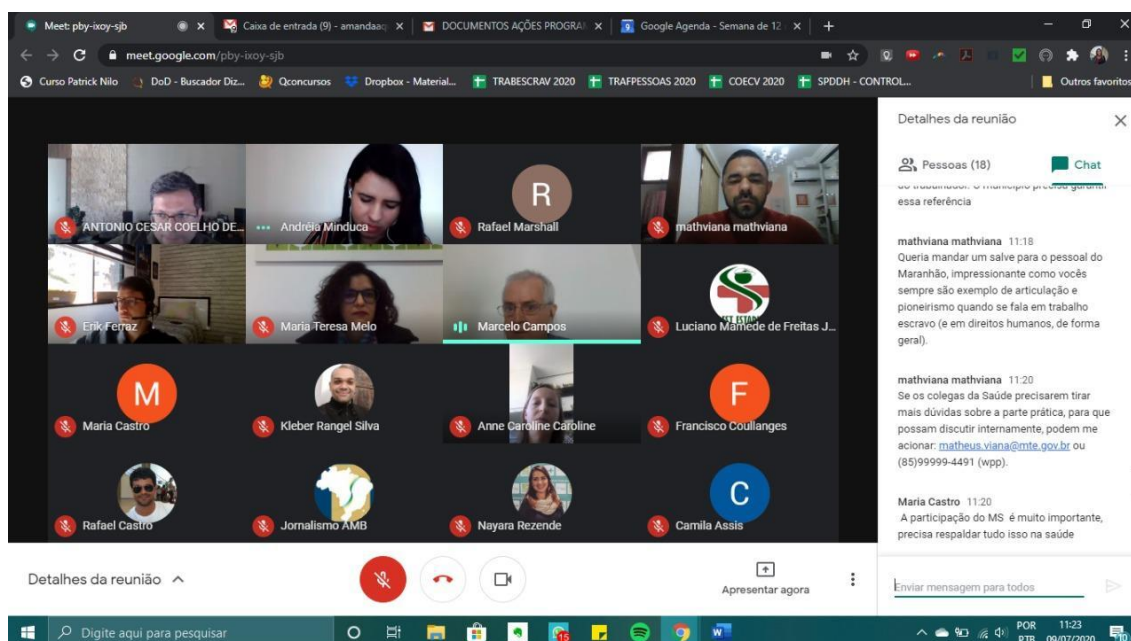 Meet: pby-ixoy-sjb
Caixa de entrada (9) - amandaac
DOCUMENTOS AÇÕES PROGRA
Google Agenda - Semana de 12
meet.google.com/pby-ixoy-sjb
Curso Patrick Nilo
DoD - Buscador Diz...
Qconcursos
Dropbox - Material...
TRABESCRAV 2020
TRAFPESSOAS 2020
COECV 2020
SPDDH - CONTROL...
Outros favoritos
ANTONIO CESAR COELHO DE...
Andréia Minduca
R
Rafael Marshall
mathviana mathviana
Erik Ferraz
Maria Teresa Melo
Marcelo Campos
Luciano Mamede de Freitas J...
M
Maria Castro
Kleber Rangel Silva
Anne Caroline Caroline
F
Francisco Coullanges
Rafael Castro
Jornalismo AMB
Nayara Rezende
C
Camila Assis
Detalhes da reunião
Pessoas (18)
Chat
do trabalhador. O município precisa garantir
essa referência
mathviana mathviana 11:18
Queria mandar um salve para o pessoal do
Maranhão, impressionante como vocês
sempre são exemplo de articulação e
pioneirismo quando se fala em trabalho
escravo (e em direitos humanos, de forma
geral).
mathviana mathviana 11:20
Se os colegas da Saúde precisarem tirar
mais dúvidas sobre a parte prática, para que
possam discutir internamente, podem me
acionar: matheus.viana@mte.gov.br ou
(85)99999-4491 (wpp).
Maria Castro 11:20
A participação do MS é muito importante,
precisa respaldar tudo isso na saúde
Enviar mensagem para todos
Detalhes da reunião
Apresentar agora
Digite aqui para pesquisar
15
POR
PTB
11:23
09/07/2020